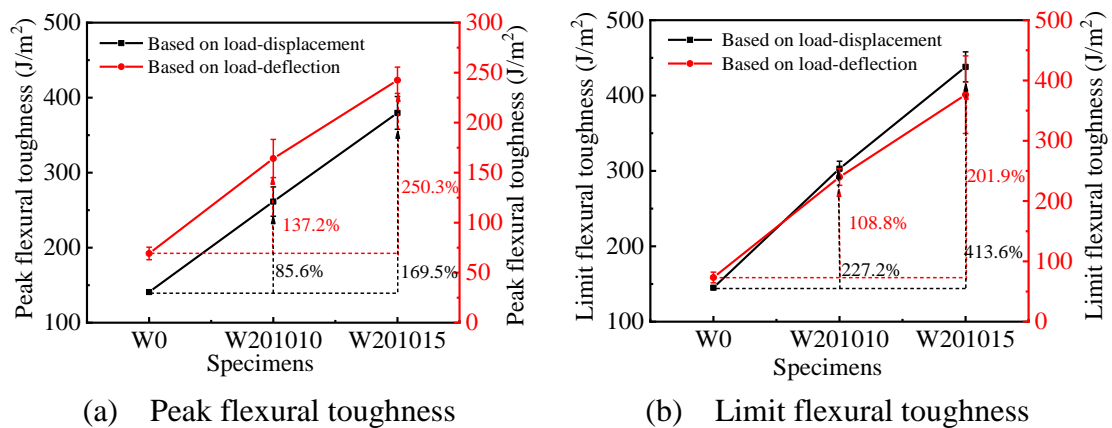 Peak flexural toughness (J/m²)
500
400
300
200
100
Based on load-displacement
Based on load-deflection
137.2%
85.6%
250.3%
169.5%
W0
W201010
W201015
Specimens
300
250
200
150
100
50
0
Peak flexural toughness (J/m²)
(a) Peak flexural toughness
Limit flexural toughness (J/m²)
500
400
300
200
100
Based on load-displacement
Based on load-deflection
108.8%
227.2%
201.9%
413.6%
W0
W201010
W201015
Specimens
500
400
300
200
100
0
Limit flexural toughness (J/m²)
(b) Limit flexural toughness